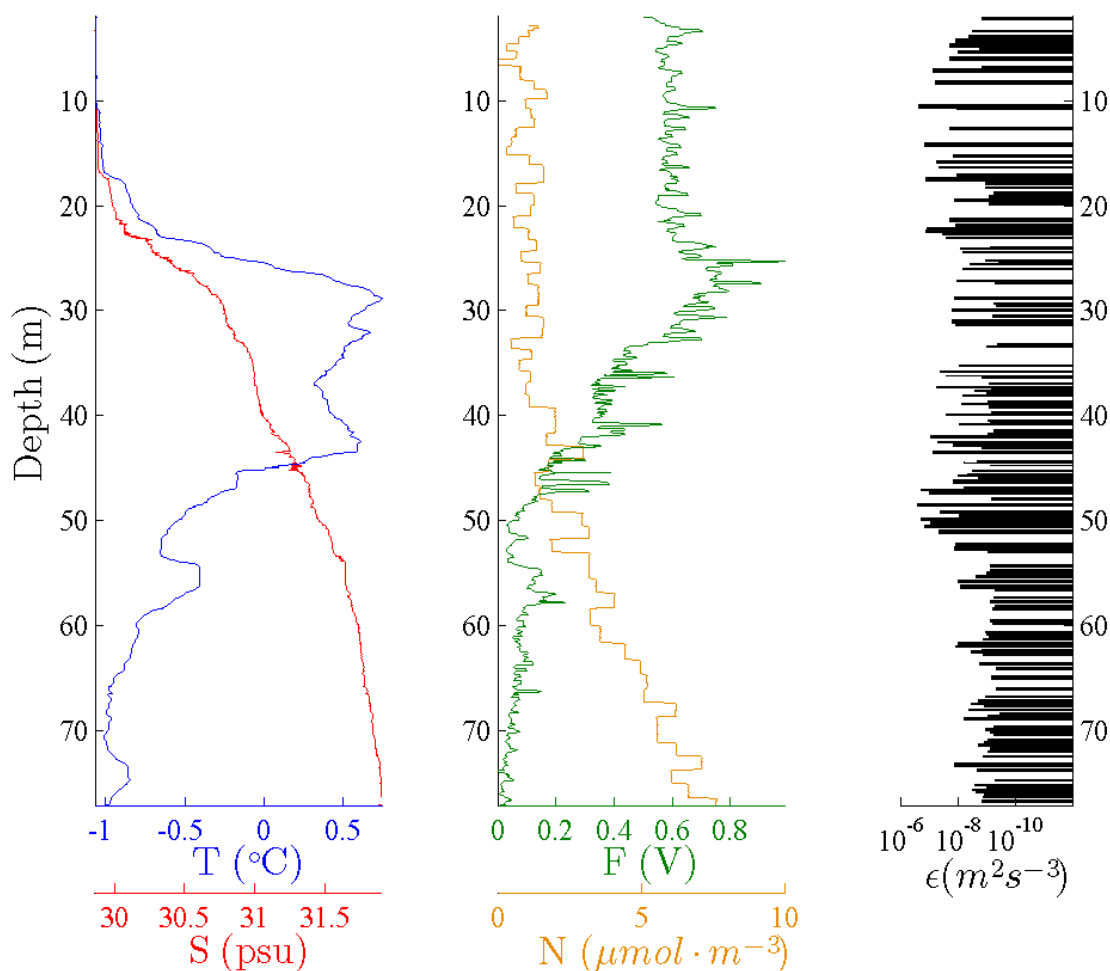 Depth (m)
10 10 10
20 20 20
30 30 30
40 40 40
50 50 50
60 60 60
70 70 70
-1 -0.5 0 0.5
T (°C)
30 30.5 31 31.5
S (psu)
0 0.2 0.4 0.6 0.8
F (V)
0 5 10
N (μmol · m⁻³)
10⁻⁶ 10⁻⁸ 10⁻¹⁰
ϵ(m²s⁻³)